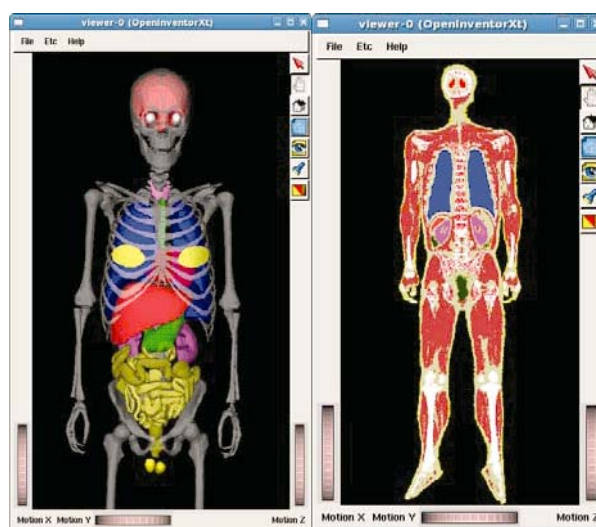 viewer-0 (OpenInventorXt)
File Etc Help
Motion X Motion Y Motion Z
viewer-0 (OpenInventorXt)
File Etc Help
Motion X Motion Y Motion Z